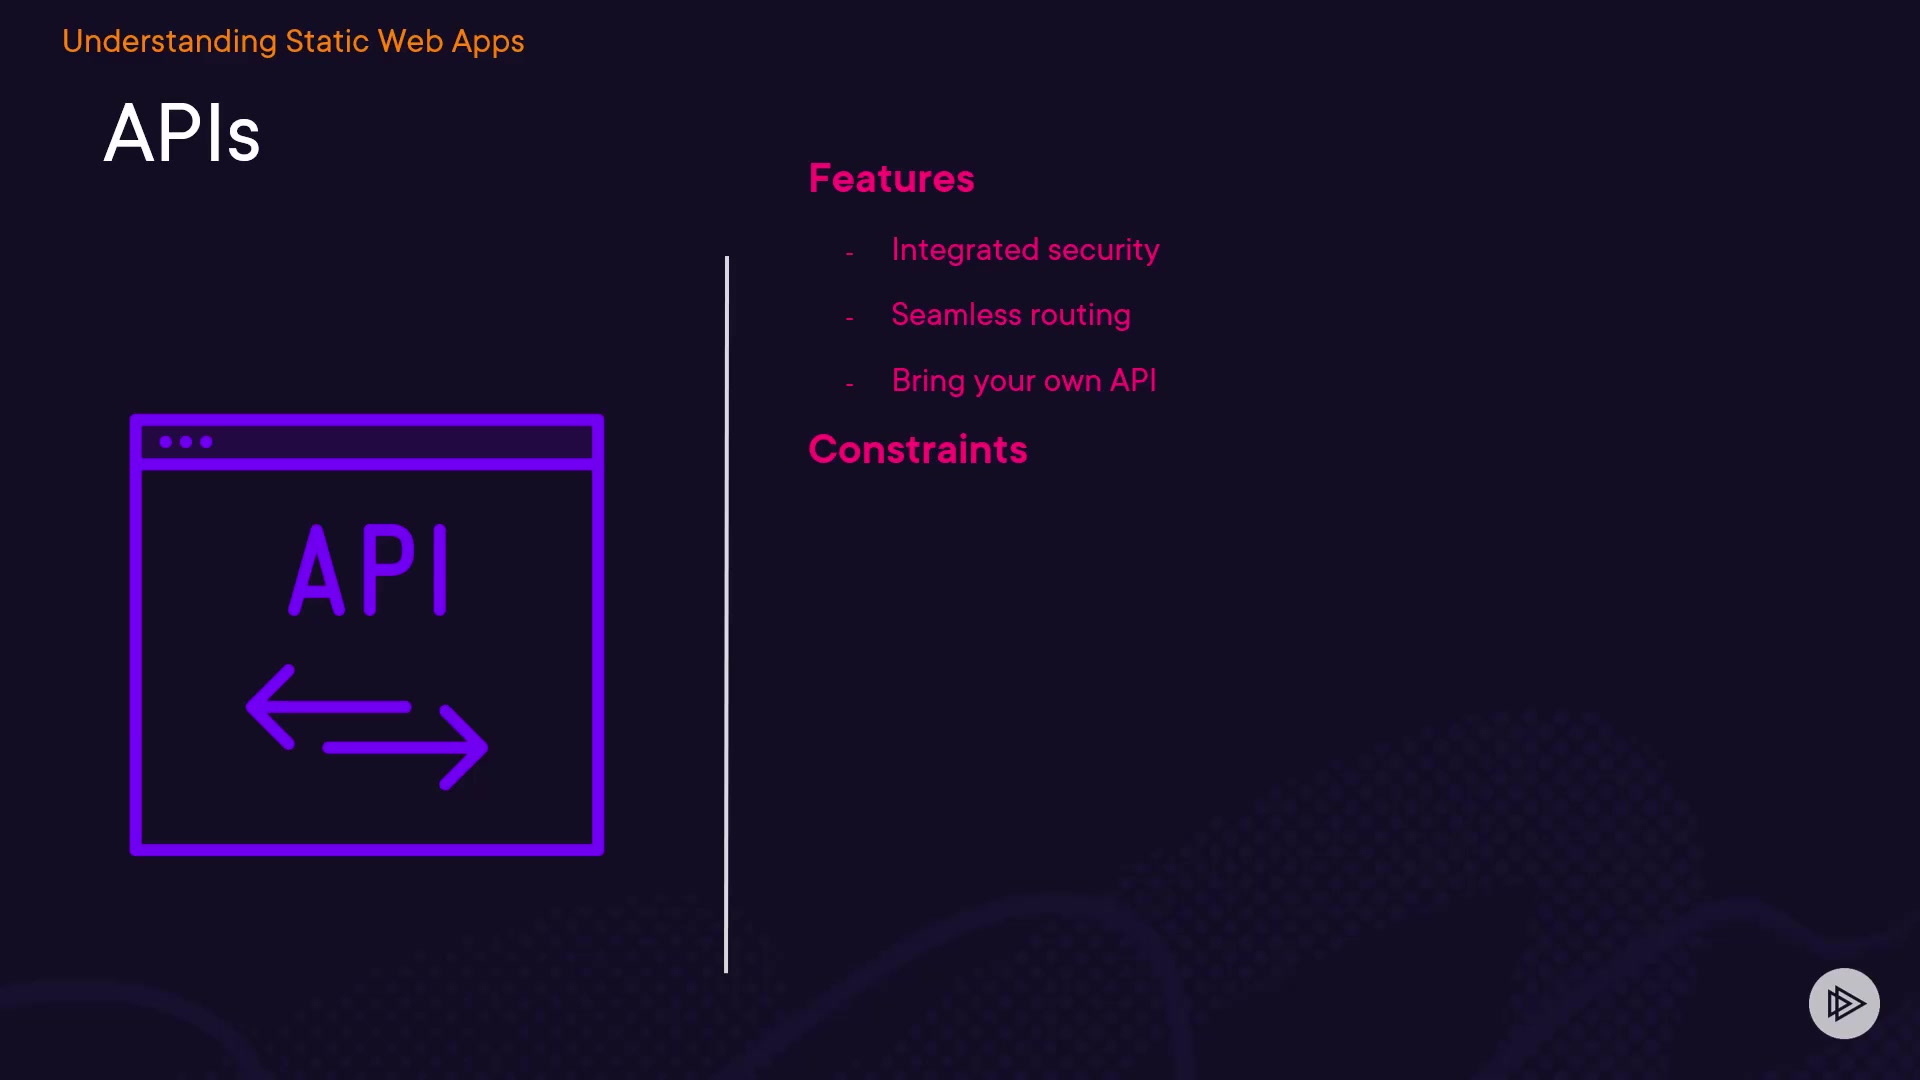 Understanding Static Web Apps
APIs
Features
- Integrated security
- Seamless routing
- Bring your own API
Constraints
API